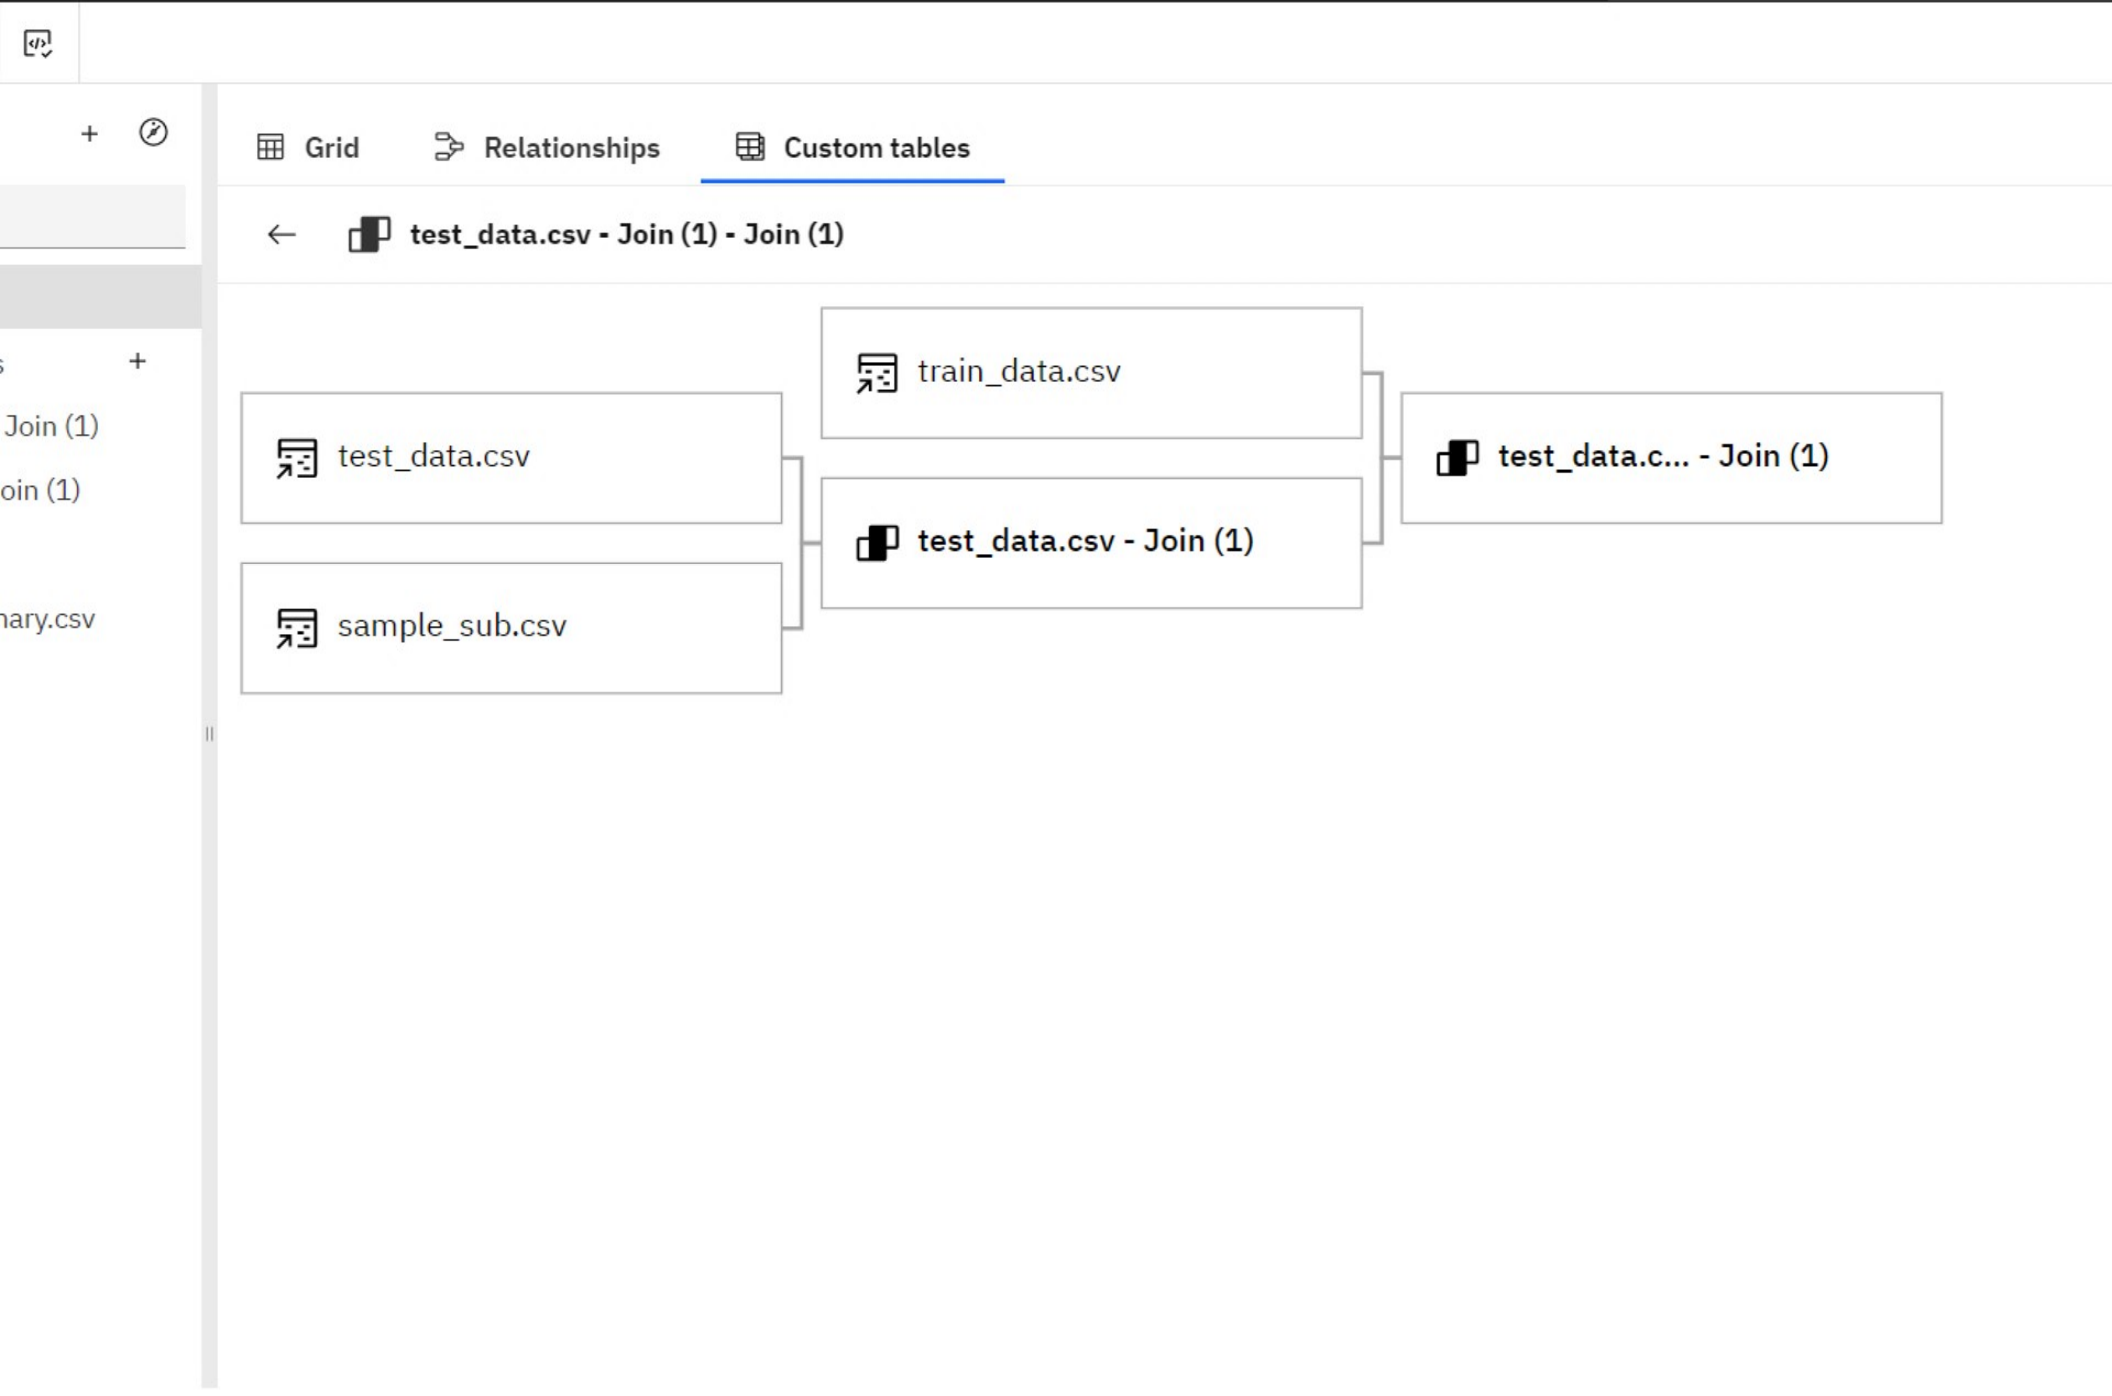 Grid
Relationships
Custom tables
test_data.csv - Join (1) - Join (1)
Join (1)
oin (1)
nary.csv
train_data.csv
test_data.csv
test_data.c... - Join (1)
test_data.csv - Join (1)
sample_sub.csv